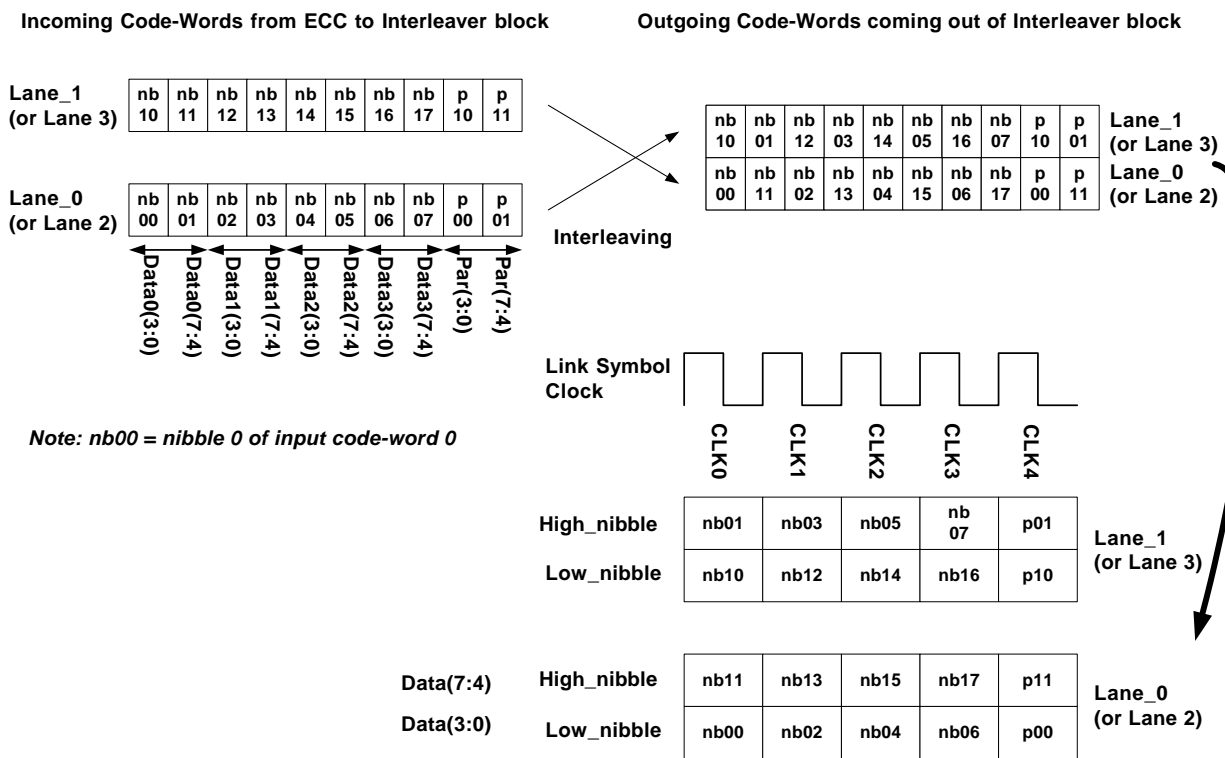 Incoming Code-Words from ECC to Interleaver block
Outgoing Code-Words coming out of Interleaver block
Lane_1
(or Lane 3)
nb nb nb nb nb nb nb nb p p
10 11 12 13 14 15 16 17 10 11
nb nb nb nb nb nb nb nb p p
10 01 12 03 14 05 16 07 10 01
Lane_1
(or Lane 3)
nb nb nb nb nb nb nb nb p p
00 11 02 13 04 15 06 17 00 11
Lane_0
(or Lane 2)
Lane_0
(or Lane 2)
nb nb nb nb nb nb nb nb p p
00 01 02 03 04 05 06 07 00 01
Interleaving
Data0(3:0)
Data0(7:4)
Data1(3:0)
Data1(7:4)
Data2(3:0)
Data2(7:4)
Data3(3:0)
Data3(7:4)
Par(3:0)
Par(7:4)
Link Symbol
Clock
Note: nb00 = nibble 0 of input code-word 0
CLK0
CLK1
CLK2
CLK3
CLK4
High_nibble
nb01 nb03 nb05 nb
07 p01
Low_nibble
nb10 nb12 nb14 nb16 p10
Lane_1
(or Lane 3)
Data(7:4)
High_nibble
nb11 nb13 nb15 nb17 p11
Data(3:0)
Low_nibble
nb00 nb02 nb04 nb06 p00
Lane_0
(or Lane 2)